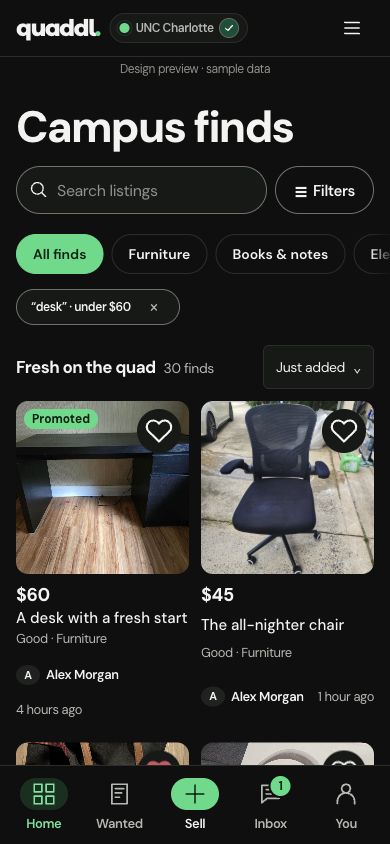 quaddl.
UNC Charlotte
Design preview · sample data
Campus finds
Search listings
Filters
All finds
Furniture
Books & notes
Ele
“desk” · under $60 ×
Fresh on the quad 30 finds
Just added
Promoted
$60
A desk with a fresh start
Good · Furniture
A Alex Morgan
4 hours ago
$45
The all-nighter chair
Good · Furniture
A Alex Morgan 1 hour ago
1
Home
Wanted
Sell
Inbox
You